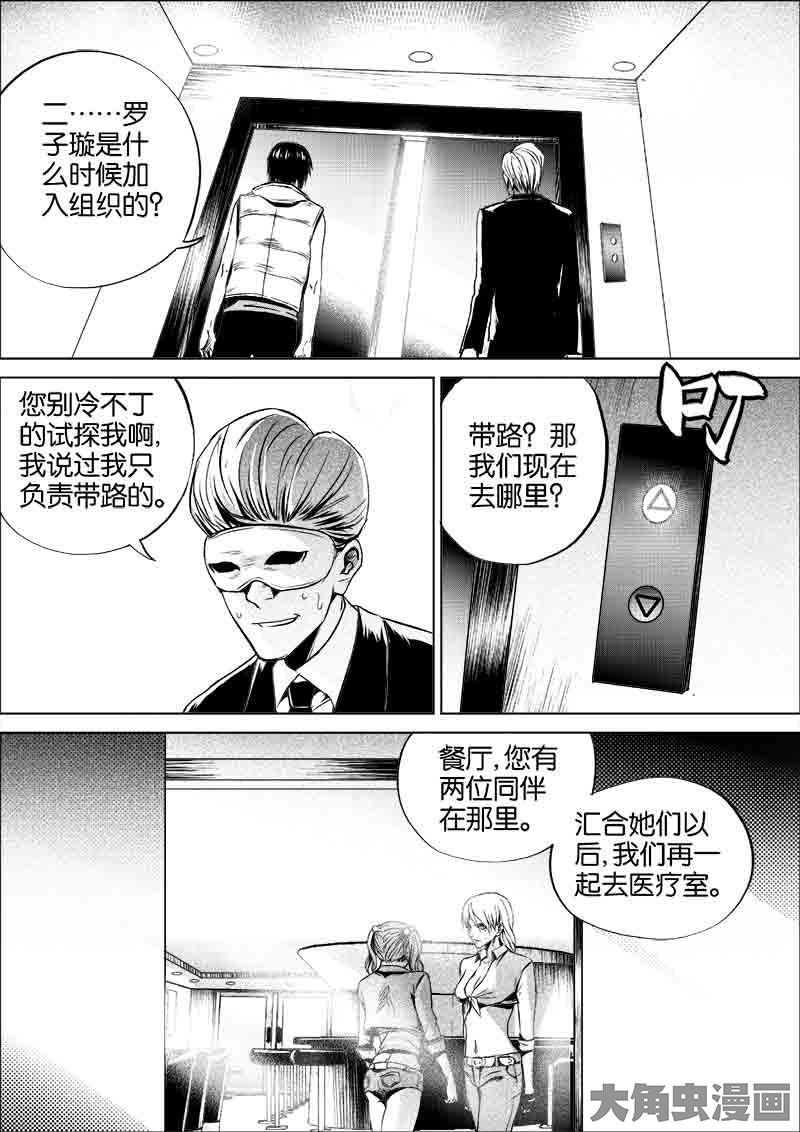 二……罗
子璇是什
么时候加
入组织的？
您别冷不丁
的试探我啊，
我说过我只
负责带路的。
带路？那
我们现在
去哪里？
叮
餐厅，您有
两位同伴
在那里。
汇合她们以
后，我们再一
起去医疗室。
大角虫漫画